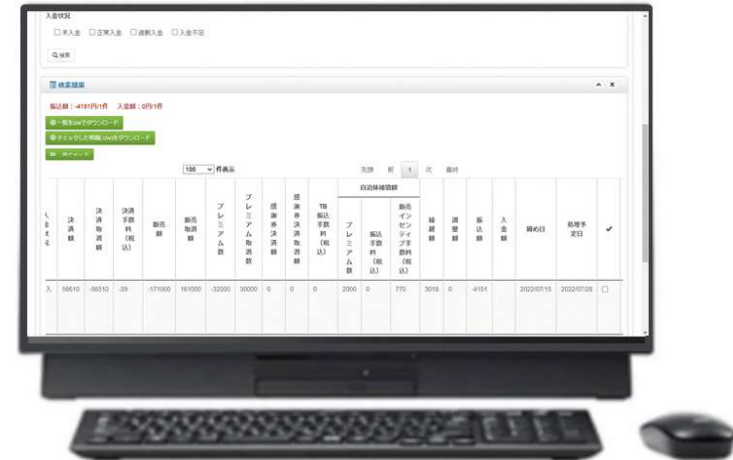 入金状況
□未入金 □正常入金 □過剰入金 □入金不足
検索
検索結果
振込額：-4151円/1件 入金額：0円/1件
一覧をcsvでダウンロード
チェックした明細(.csv)をダウンロード
100 件表示
先頭 前 1 次 最終
自治体補填額
決済額
決済取消額
決済手数料（税込）
販売額
販売取消額
プレミアム数
プレミアム取消数
感謝券決済額
感謝券決済取消額
TB振込手数料（税込）
プレミアム数
振込手数料（税込）
販売インセンティブ手数料（税込）
繰越額
調整額
振込額
入金額
締め日
処理予定日
入 58610 -56510 -39 -171000 161000 -32000 30000 0 0 0 2000 0 770 3018 0 -4151 2022/07/15 2022/07/28